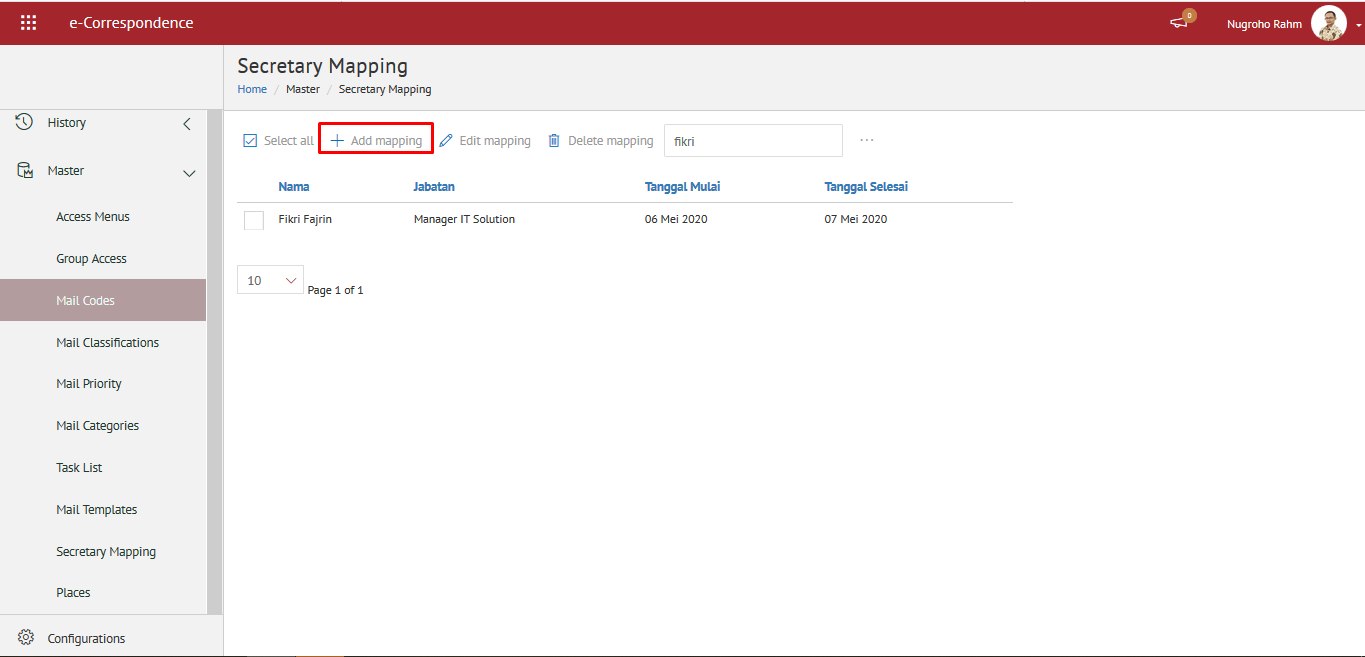 e-Correspondence
0
Nugroho Rahm
Secretary Mapping
Home / Master / Secretary Mapping
History
Master
Access Menus
Group Access
Mail Codes
Mail Classifications
Mail Priority
Mail Categories
Task List
Mail Templates
Secretary Mapping
Places
Configurations
Select all Add mapping Edit mapping Delete mapping fikri ...
Nama Jabatan Tanggal Mulai Tanggal Selesai
Fikri Fajrin Manager IT Solution 06 Mei 2020 07 Mei 2020
10 Page 1 of 1